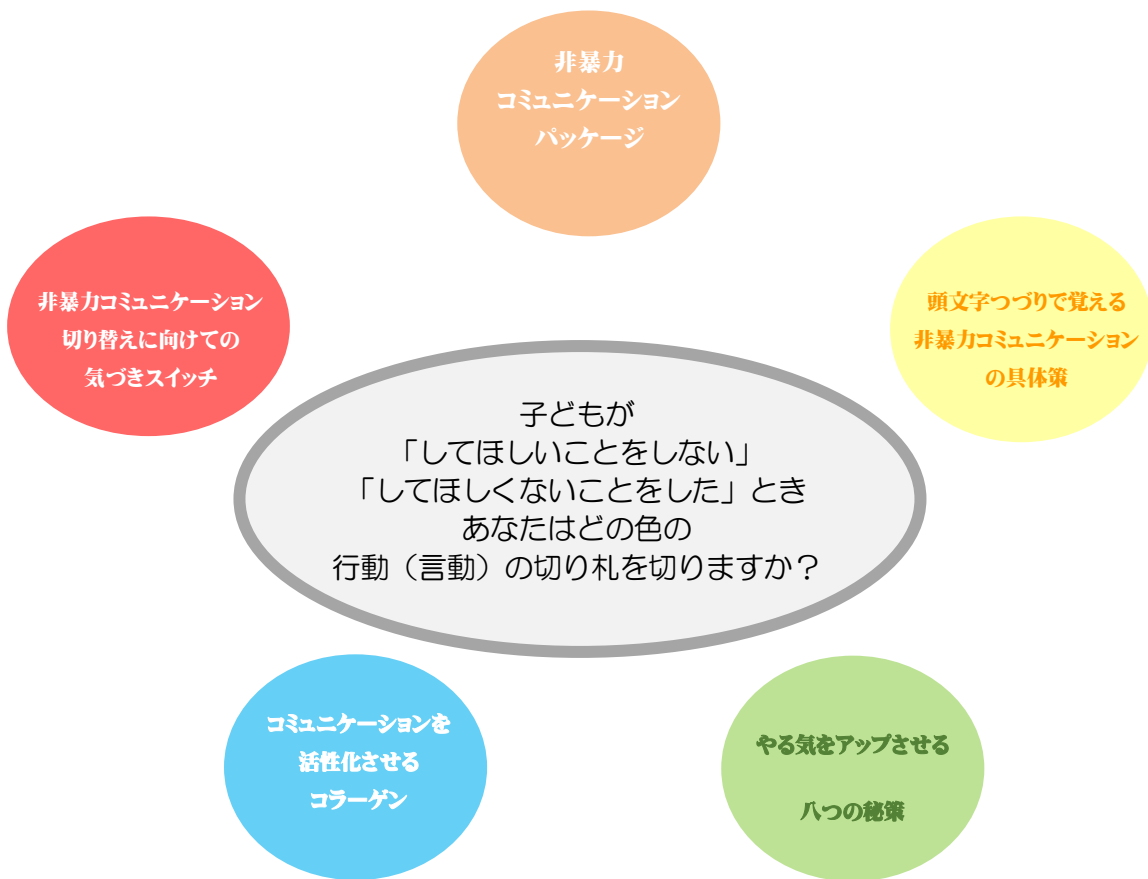 非暴力
コミュニケーション
パッケージ
非暴力コミュニケーション
切り替えに向けての
気づきスイッチ
頭文字つづりで覚える
非暴力コミュニケーション
の具体策
子どもが
「してほしいことをしない」
「してほしくないことをした」とき
あなたはどの色の
行動（言動）の切り札を切りますか？
コミュニケーションを
活性化させる
コラーゲン
やる気をアップさせる
八つの秘策